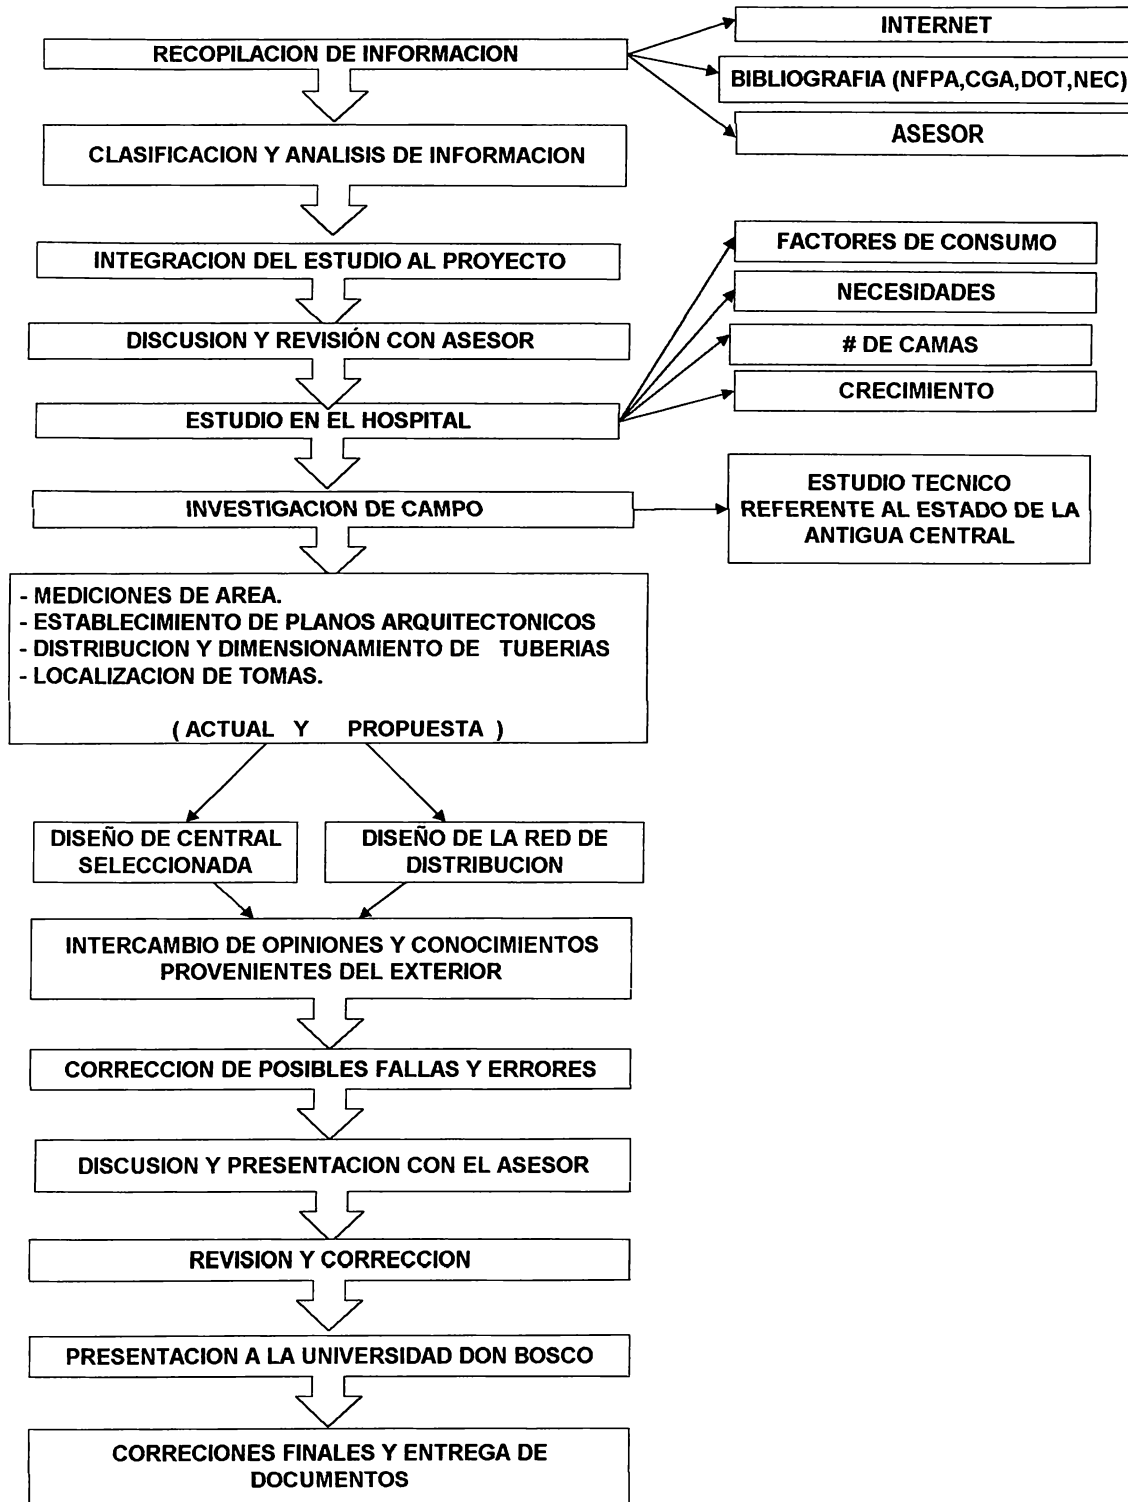 RECOPILACION DE INFORMACION
INTERNET
BIBLIOGRAFIA (NFPA,CGA,DOT,NEC)
ASESOR
CLASIFICACION Y ANALISIS DE INFORMACION
INTEGRACION DEL ESTUDIO AL PROYECTO
DISCUSION Y REVISIÓN CON ASESOR
ESTUDIO EN EL HOSPITAL
FACTORES DE CONSUMO
NECESIDADES
# DE CAMAS
CRECIMIENTO
INVESTIGACION DE CAMPO
ESTUDIO TECNICO
REFERENTE AL ESTADO DE LA
ANTIGUA CENTRAL
- MEDICIONES DE AREA.
- ESTABLECIMIENTO DE PLANOS ARQUITECTONICOS
- DISTRIBUCION Y DIMENSIONAMIENTO DE TUBERIAS
- LOCALIZACION DE TOMAS.
( ACTUAL Y PROPUESTA )
DISEÑO DE CENTRAL
SELECCIONADA
DISEÑO DE LA RED DE
DISTRIBUCION
INTERCAMBIO DE OPINIONES Y CONOCIMIENTOS
PROVENIENTES DEL EXTERIOR
CORRECCION DE POSIBLES FALLAS Y ERRORES
DISCUSION Y PRESENTACION CON EL ASESOR
REVISION Y CORRECCION
PRESENTACION A LA UNIVERSIDAD DON BOSCO
CORRECIONES FINALES Y ENTREGA DE
DOCUMENTOS